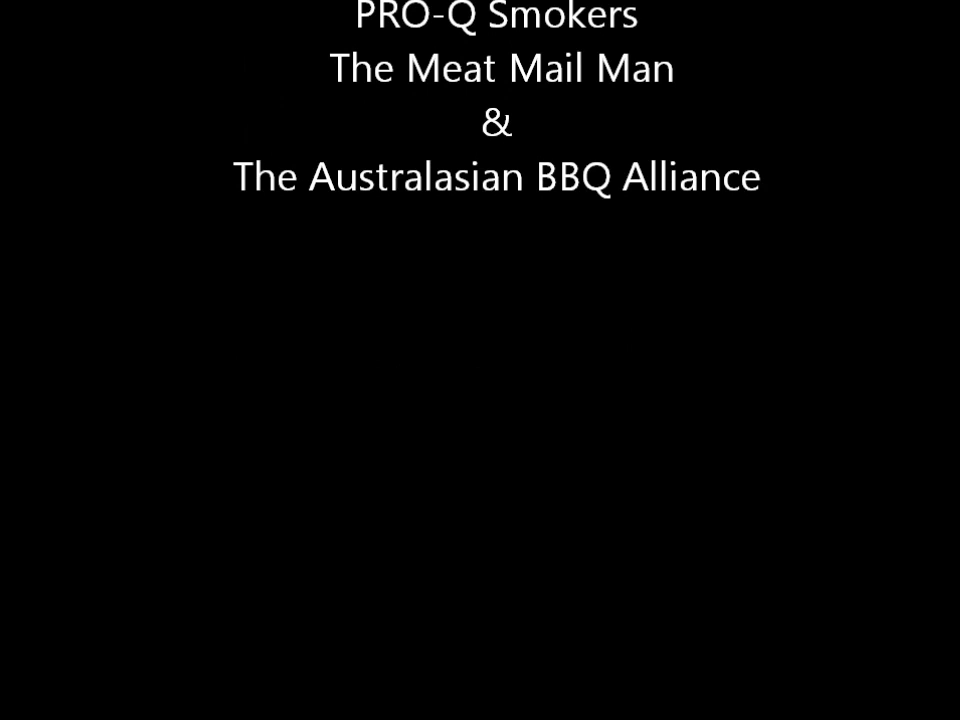 PRO-Q Smokers
The Meat Mail Man
&
The Australasian BBQ Alliance